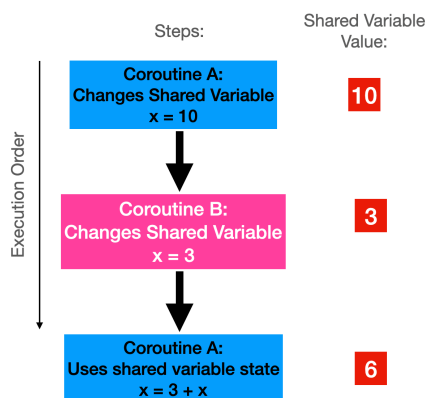 Steps:
Shared Variable
Value:
Execution Order
Coroutine A:
Changes Shared Variable
x = 10
10
Coroutine B:
Changes Shared Variable
x = 3
3
Coroutine A:
Uses shared variable state
x = 3 + x
6